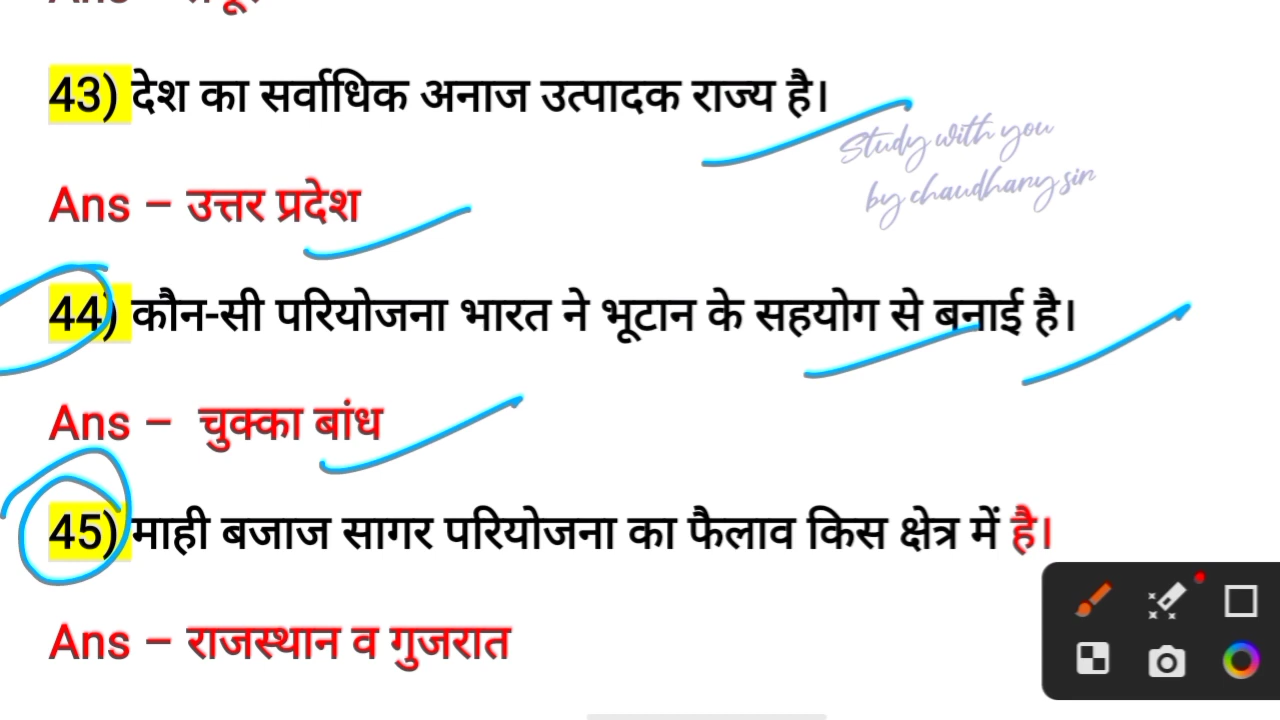 43) देश का सर्वाधिक अनाज उत्पादक राज्य है।
Study with you
by chaudhary sir
Ans – उत्तर प्रदेश
44) कौन-सी परियोजना भारत ने भूटान के सहयोग से बनाई है।
Ans – चुक्का बांध
45) माही बजाज सागर परियोजना का फैलाव किस क्षेत्र में है।
Ans – राजस्थान व गुजरात